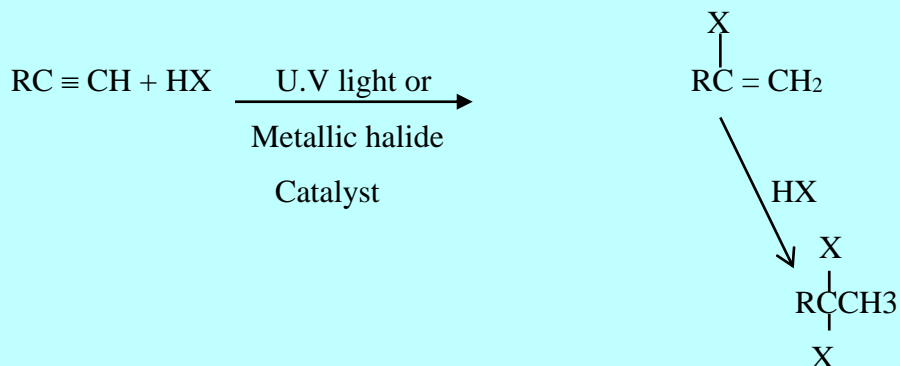 X
RC ≡ CH + HX U.V light or RC = CH₂
Metallic halide
Catalyst
HX
X
RCCH3
X